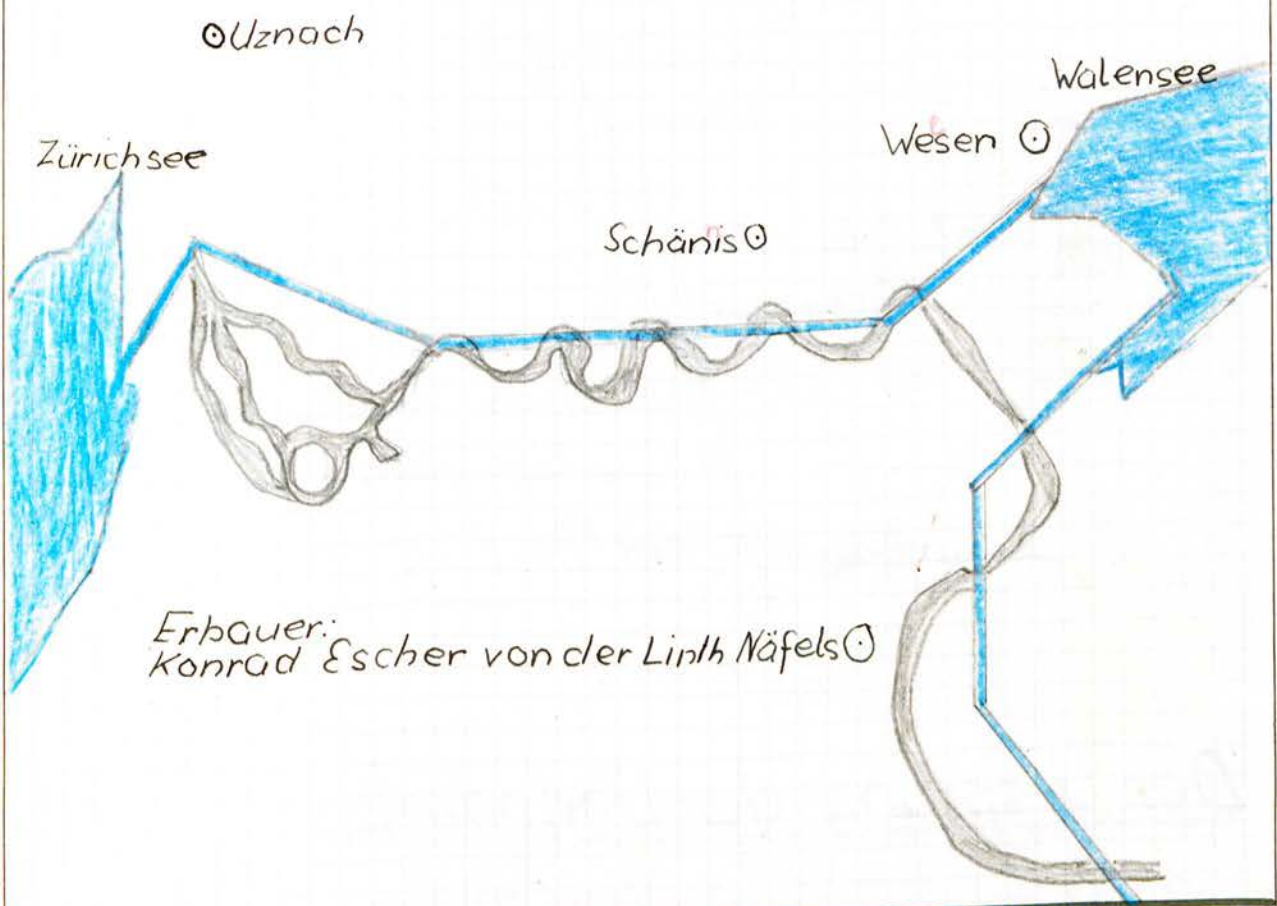 Uznach
Walensee
Wesen
Zürichsee
Schänis
Erbauer:
Konrad Escher von der Linth
Näfels